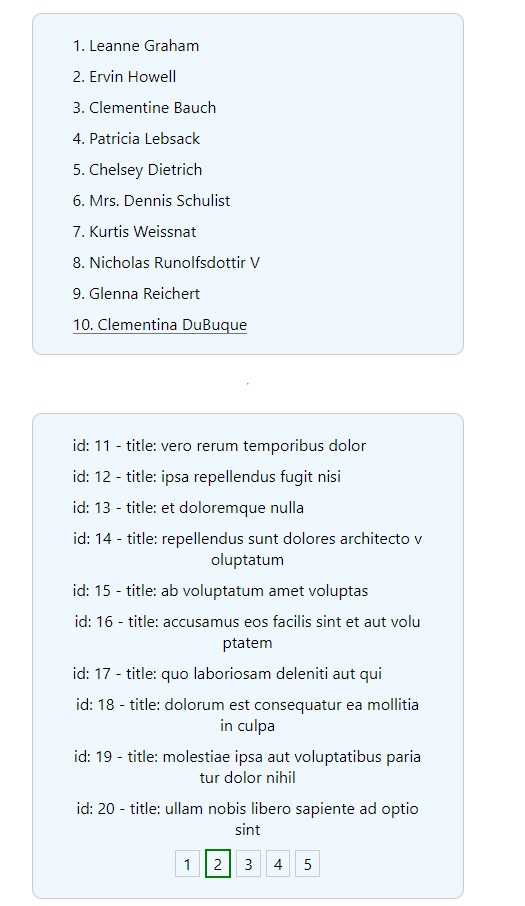 1. Leanne Graham
2. Ervin Howell
3. Clementine Bauch
4. Patricia Lebsack
5. Chelsey Dietrich
6. Mrs. Dennis Schulist
7. Kurtis Weissnat
8. Nicholas Runolfsdottir V
9. Glenna Reichert
10. Clementina DuBuque
.
id: 11 - title: vero rerum temporibus dolor
id: 12 - title: ipsa repellendus fugit nisi
id: 13 - title: et doloremque nulla
id: 14 - title: repellendus sunt dolores architecto v
oluptatum
id: 15 - title: ab voluptatum amet voluptas
id: 16 - title: accusamus eos facilis sint et aut volu
ptatem
id: 17 - title: quo laboriosam deleniti aut qui
id: 18 - title: dolorum est consequatur ea mollitia
in culpa
id: 19 - title: molestiae ipsa aut voluptatibus paria
tur dolor nihil
id: 20 - title: ullam nobis libero sapiente ad optio
sint
1 2 3 4 5